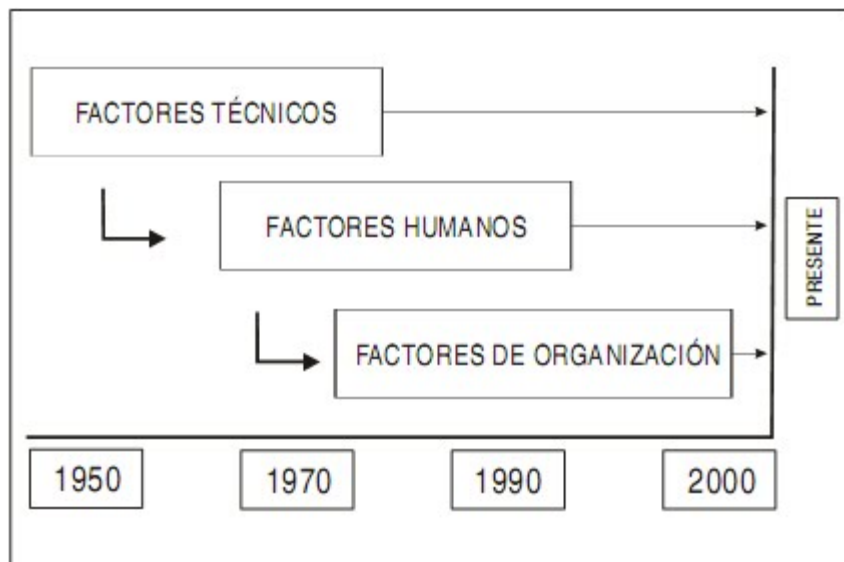 FACTORES TÉCNICOS
FACTORES HUMANOS
PRESENTE
FACTORES DE ORGANIZACIÓN
1950
1970
1990
2000